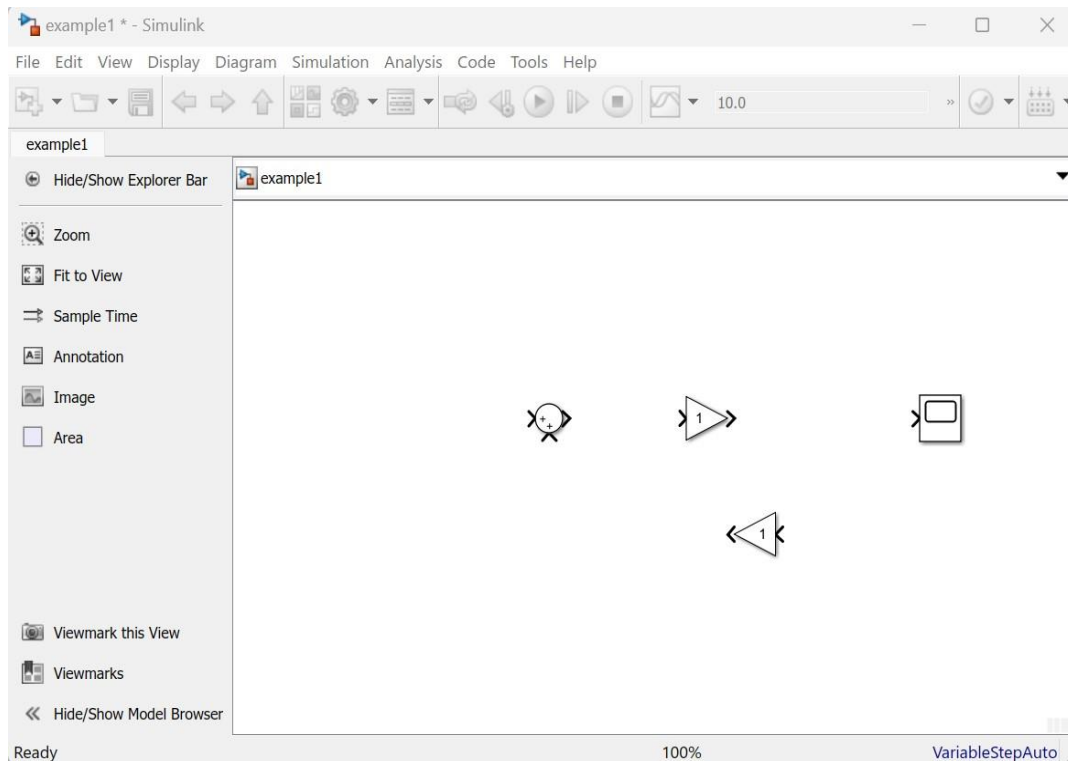 example1 * - Simulink
File Edit View Display Diagram Simulation Analysis Code Tools Help
10.0 »
example1
Hide/Show Explorer Bar
example1
Zoom
Fit to View
Sample Time
Annotation
Image
Area
+ +
1
1
Viewmark this View
Viewmarks
Hide/Show Model Browser
Ready 100% VariableStepAuto